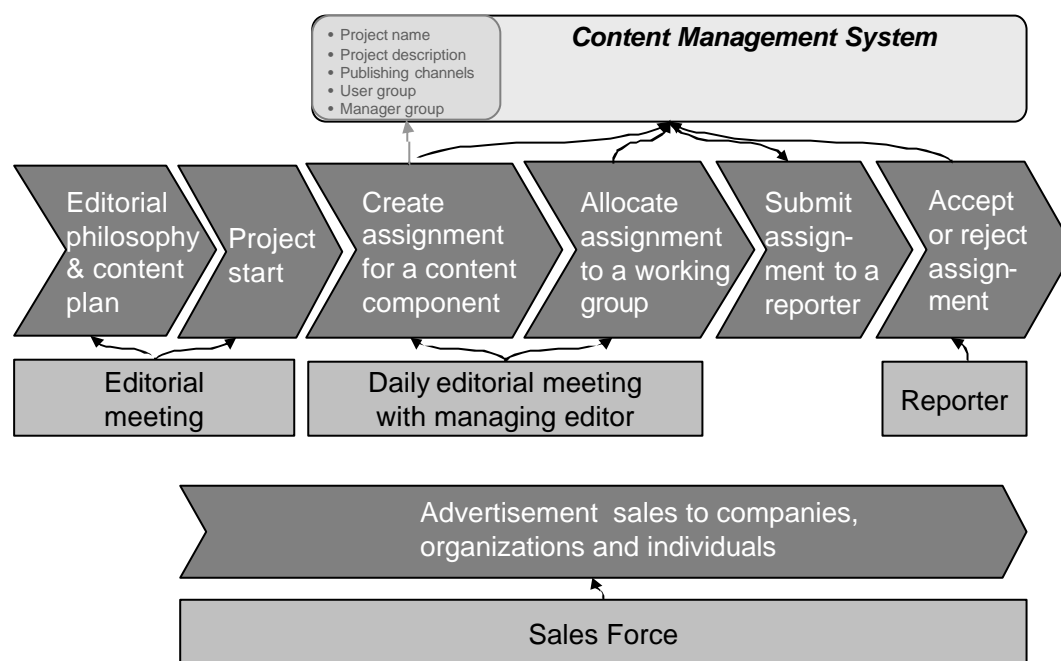 • Project name
• Project description
• Publishing channels
• User group
• Manager group
Content Management System
Editorial
philosophy
& content
plan
Project
start
Create
assignment
for a content
component
Allocate
assignment
to a working
group
Submit
assign-
ment to a
reporter
Accept
or reject
assign-
ment
Editorial
meeting
Daily editorial meeting
with managing editor
Reporter
Advertisement sales to companies,
organizations and individuals
Sales Force